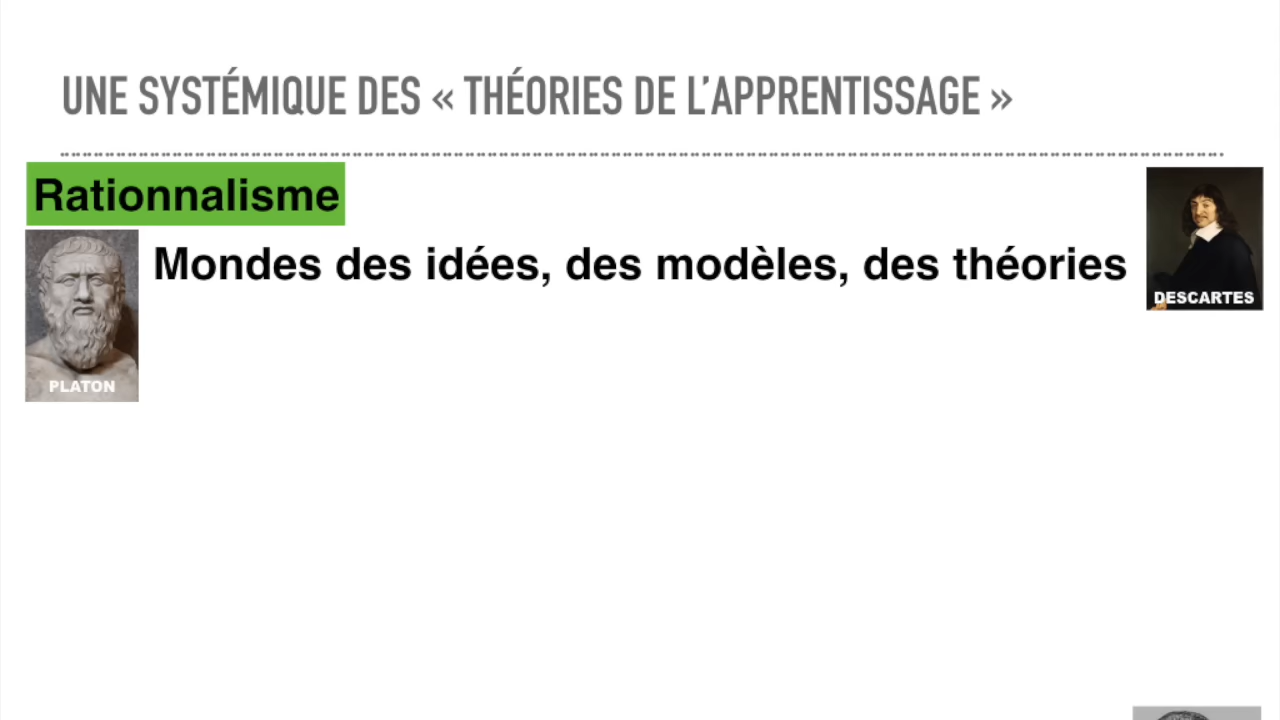 UNE SYSTÉMIQUE DES « THÉORIES DE L’APPRENTISSAGE »
Rationnalisme
Mondes des idées, des modèles, des théories
DESCARTES
PLATON